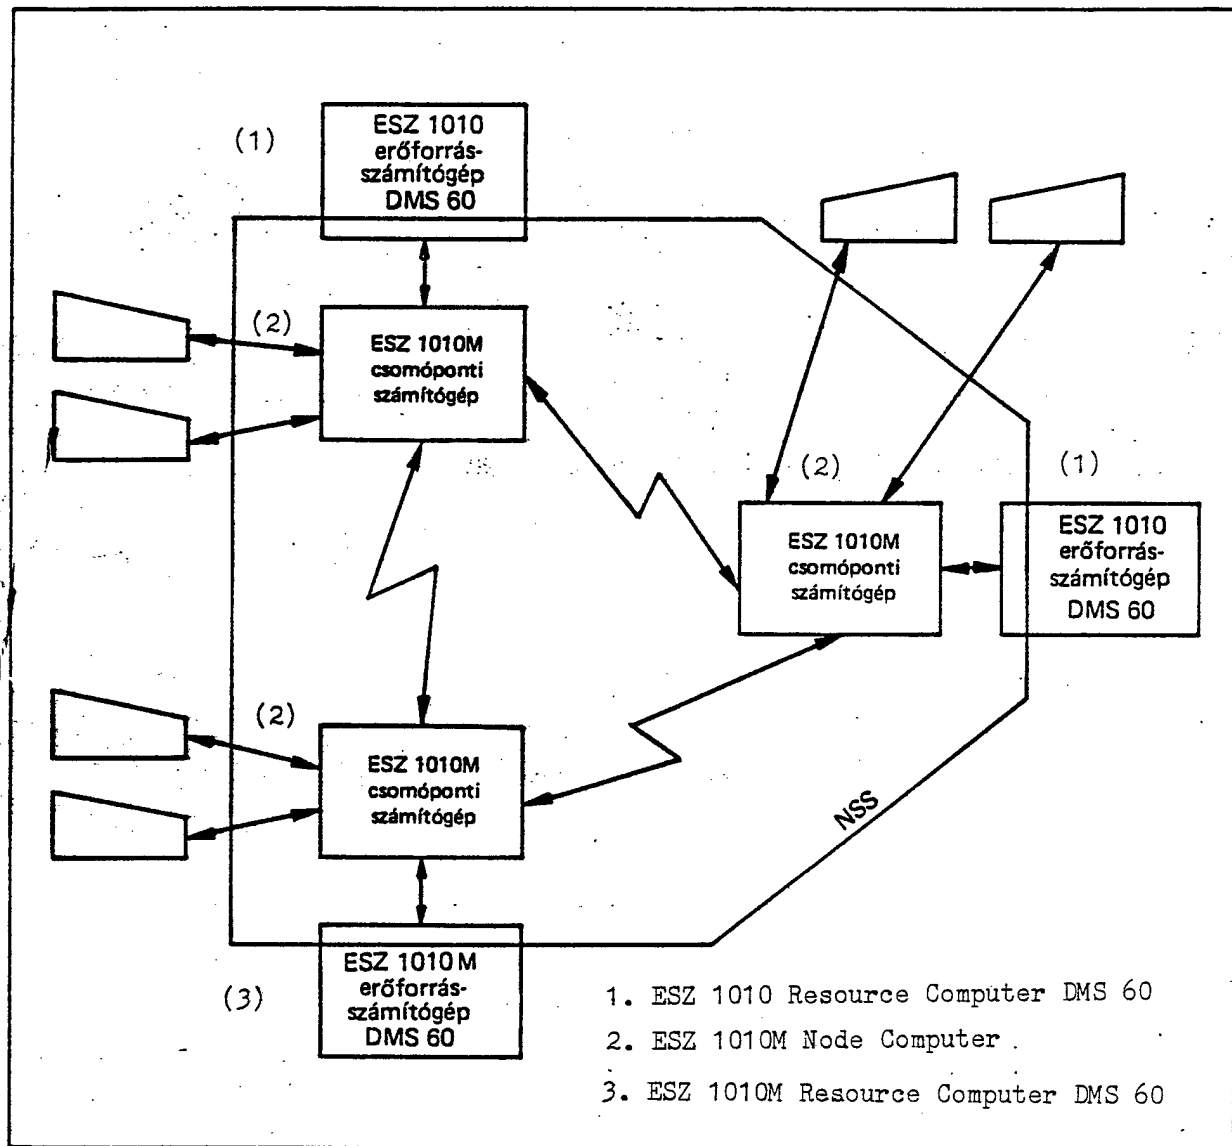 (1)
ESZ 1010
erőforrás-
számítógép
DMS 60
(2)
ESZ 1010M
csomóponti
számítógép
(2)
(1)
ESZ 1010M
csomóponti
számítógép
ESZ 1010
erőforrás-
számítógép
DMS 60
(2)
ESZ 1010M
csomóponti
számítógép
NSS
(3)
ESZ 1010 M
erőforrás-
számítógép
DMS 60
1. ESZ 1010 Resource Computer DMS 60
2. ESZ 1010M Node Computer
3. ESZ 1010M Resource Computer DMS 60